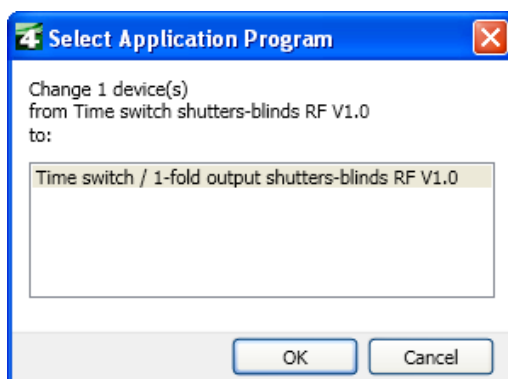 4 Select Application Program
Change 1 device(s)
from Time switch shutters-blinds RF V1.0
to:
Time switch / 1-fold output shutters-blinds RF V1.0
OK Cancel